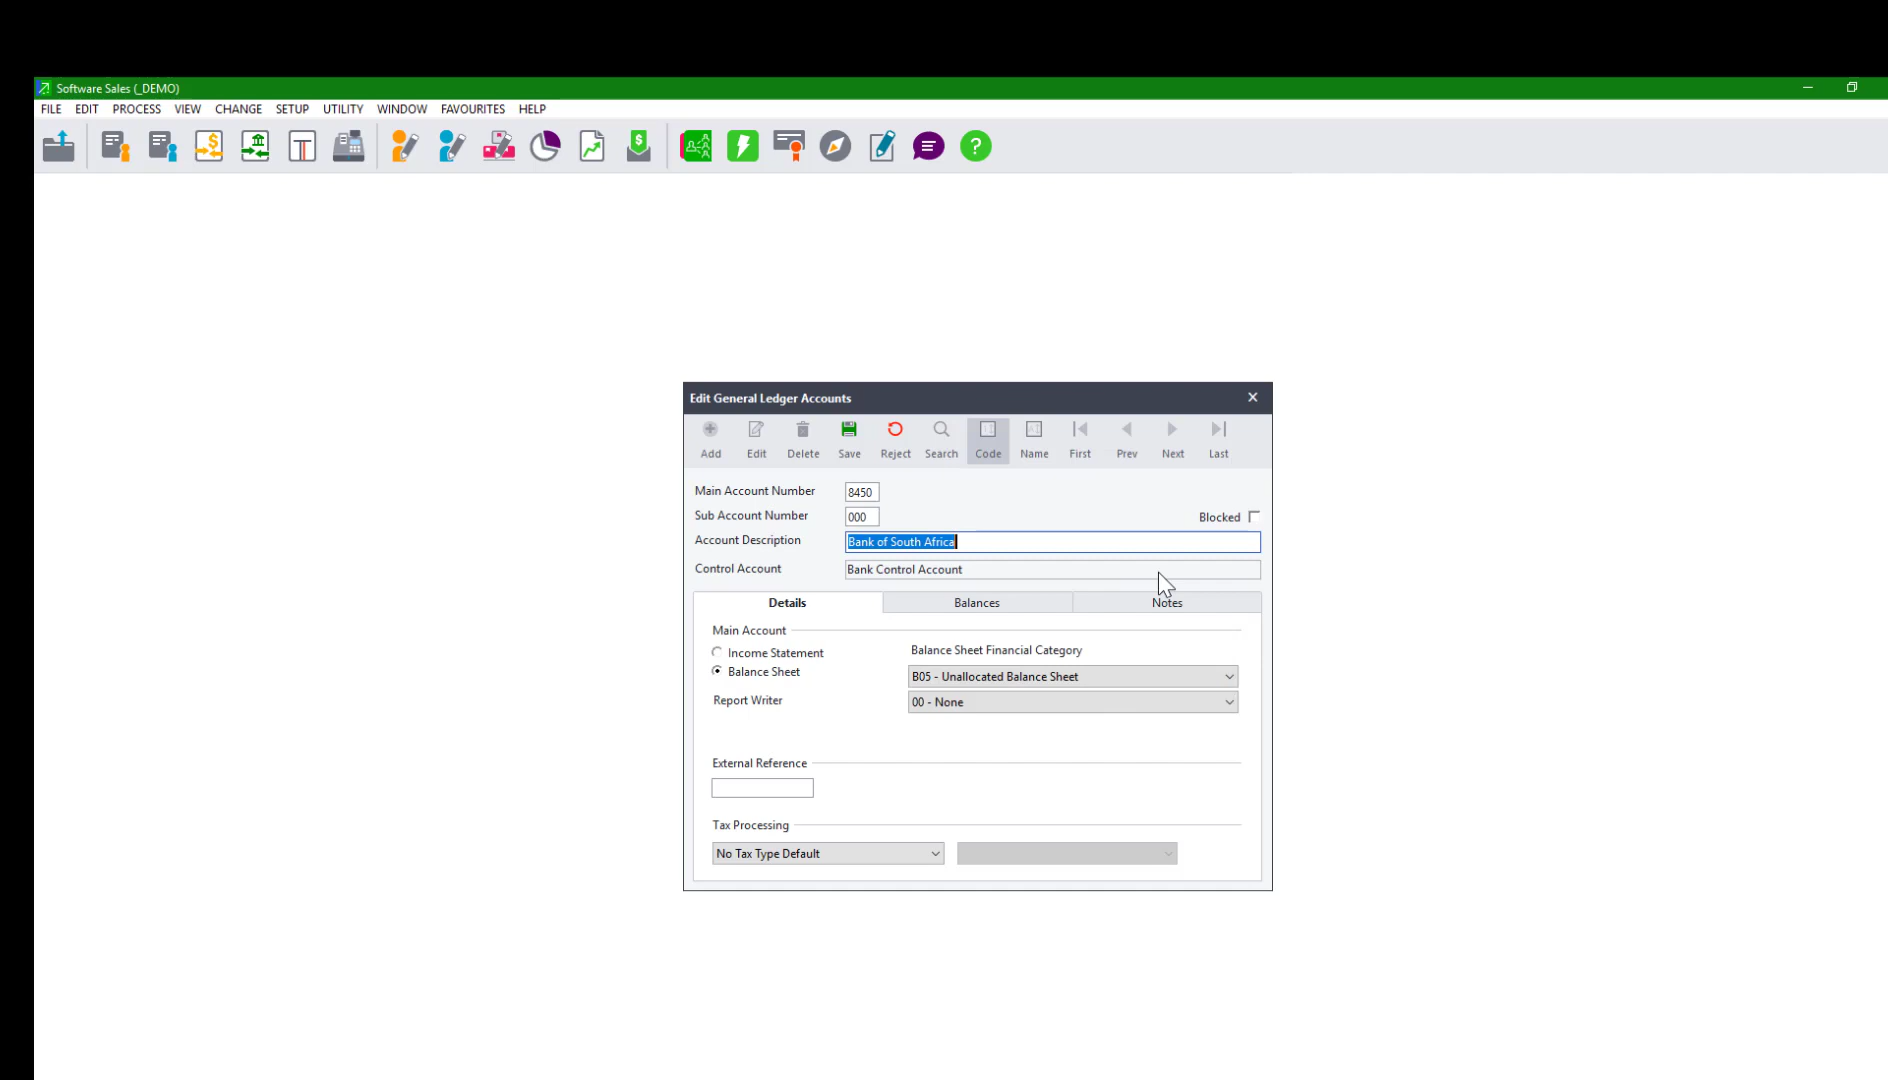 Software Sales (_DEMO)
FILE EDIT PROCESS VIEW CHANGE SETUP UTILITY WINDOW FAVOURITES HELP
Edit General Ledger Accounts
Add Edit Delete Save Reject Search Code Name First Prev Next Last
Main Account Number 8450
Sub Account Number 000 Blocked
Account Description Bank of South Africa
Control Account Bank Control Account
Details Balances Notes
Main Account
Income Statement Balance Sheet Financial Category
Balance Sheet B05 - Unallocated Balance Sheet
Report Writer 00 - None
External Reference
Tax Processing
No Tax Type Default